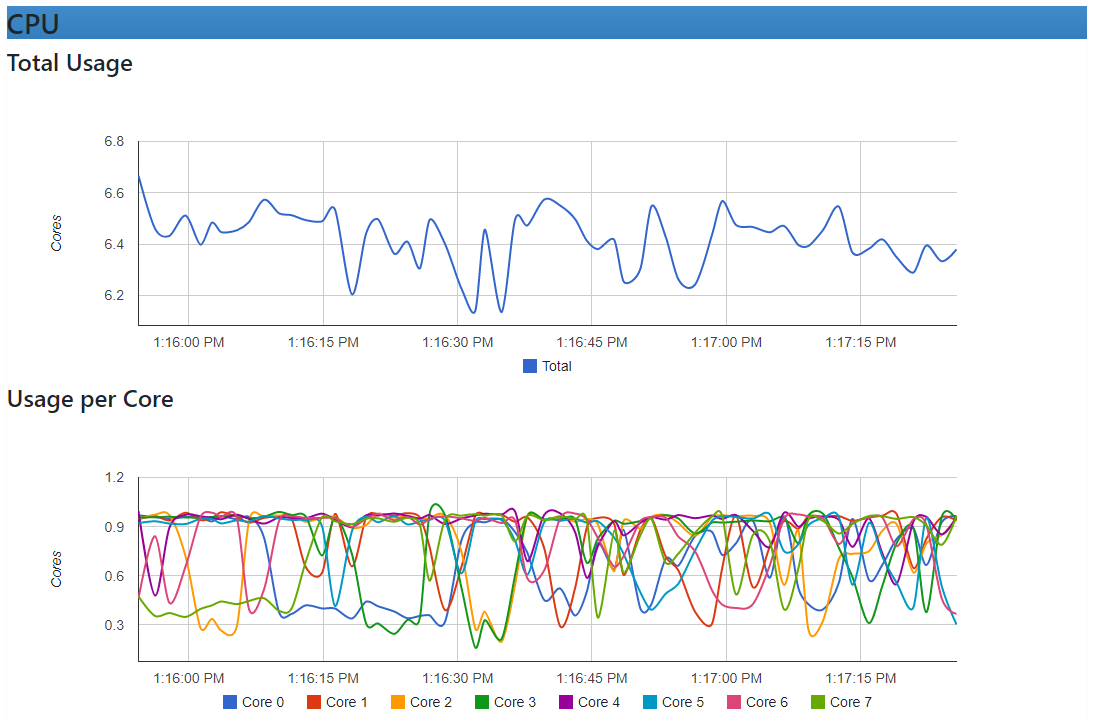 CPU
Total Usage
6.8
6.6
6.4
6.2
Cores
1:16:00 PM 1:16:15 PM 1:16:30 PM 1:16:45 PM 1:17:00 PM 1:17:15 PM
Total
Usage per Core
1.2
0.9
0.6
0.3
Cores
1:16:00 PM 1:16:15 PM 1:16:30 PM 1:16:45 PM 1:17:00 PM 1:17:15 PM
Core 0 Core 1 Core 2 Core 3 Core 4 Core 5 Core 6 Core 7